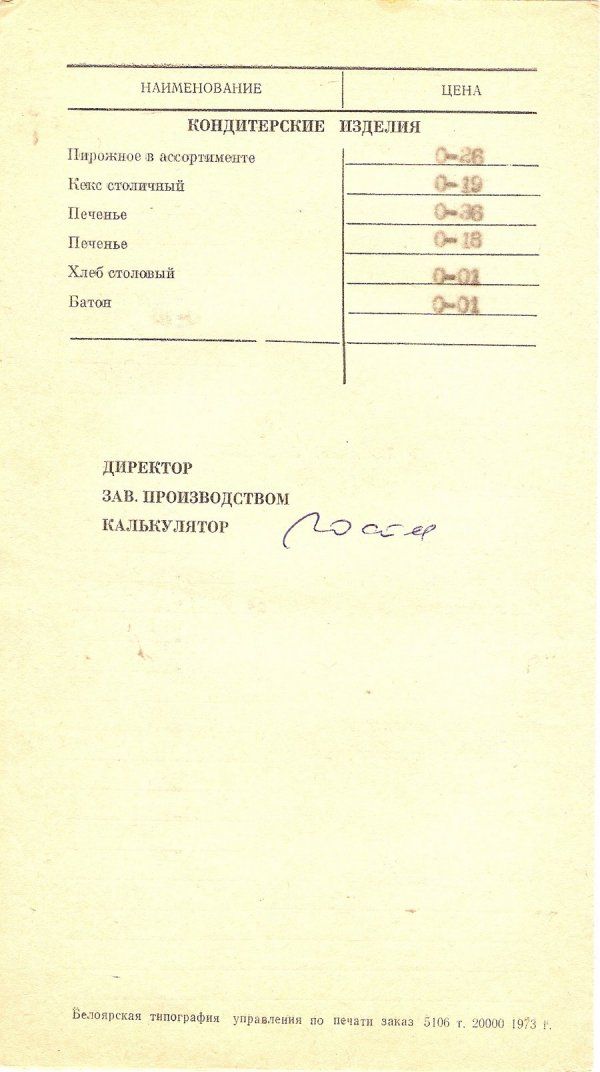 НАИМЕНОВАНИЕ ЦЕНА
КОНДИТЕРСКИЕ ИЗДЕЛИЯ
Пирожное в ассортименте 0-26
Кекс столичный 0-19
Печенье 0-36
Печенье 0-18
Хлеб столовый 0-01
Батон 0-01
ДИРЕКТОР
ЗАВ. ПРОИЗВОДСТВОМ
КАЛЬКУЛЯТОР
Белоярская типография управления по печати заказ 5106 т. 20000 1973 г.